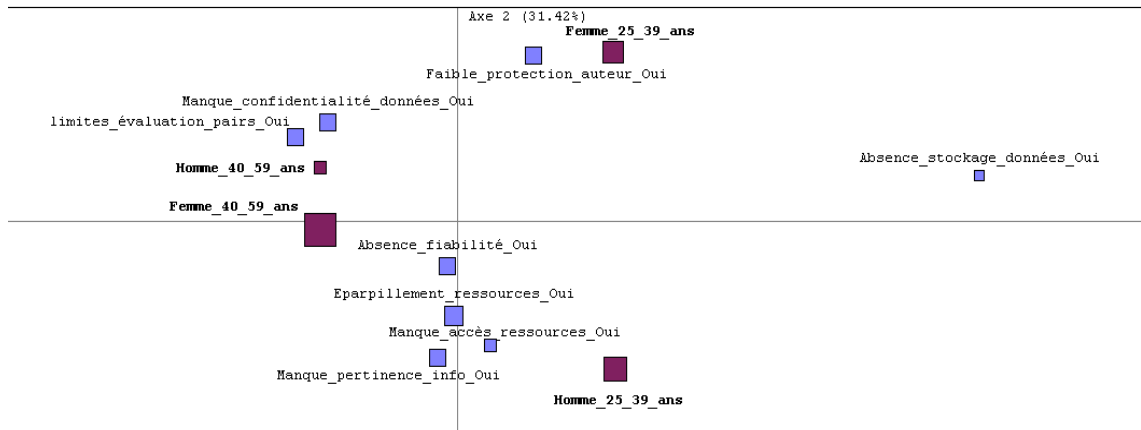 Axe 2 (31.42%)
Femme_25_39_ans
Faible_protection_auteur_Oui
Manque_confidentialité_données_Oui
limites_évaluation_pairs_Oui
Absence_stockage_données_Oui
Homme_40_59_ans
Femme_40_59_ans
Absence_fiabilité_Oui
Eparpillement_ressources_Oui
Manque_accès_ressources_Oui
Manque_pertinence_info_Oui
Homme_25_39_ans